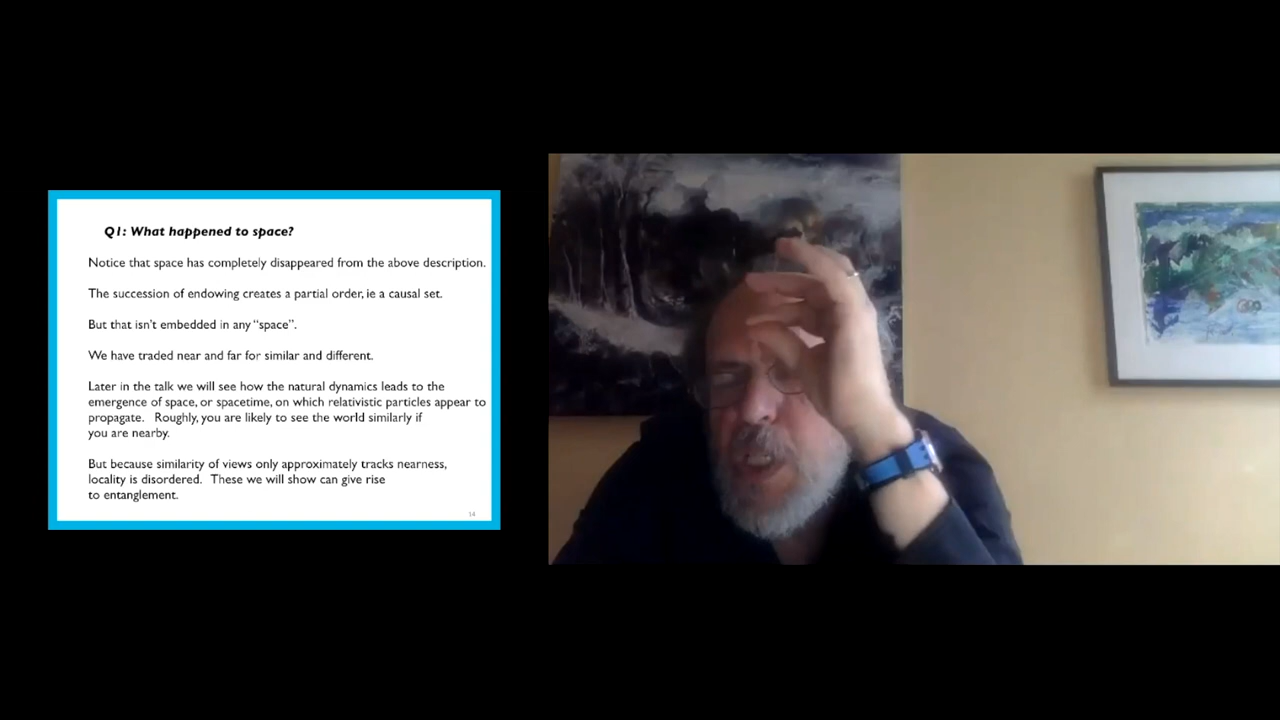 Q1: What happened to space?
Notice that space has completely disappeared from the above description.
The succession of endowing creates a partial order, ie a causal set.
But that isn't embedded in any "space".
We have traded near and far for similar and different.
Later in the talk we will see how the natural dynamics leads to the
emergence of space, or spacetime, on which relativistic particles appear to
propagate. Roughly, you are likely to see the world similarly if
you are nearby.
But because similarity of views only approximately tracks nearness,
locality is disordered. These we will show can give rise
to entanglement.
14